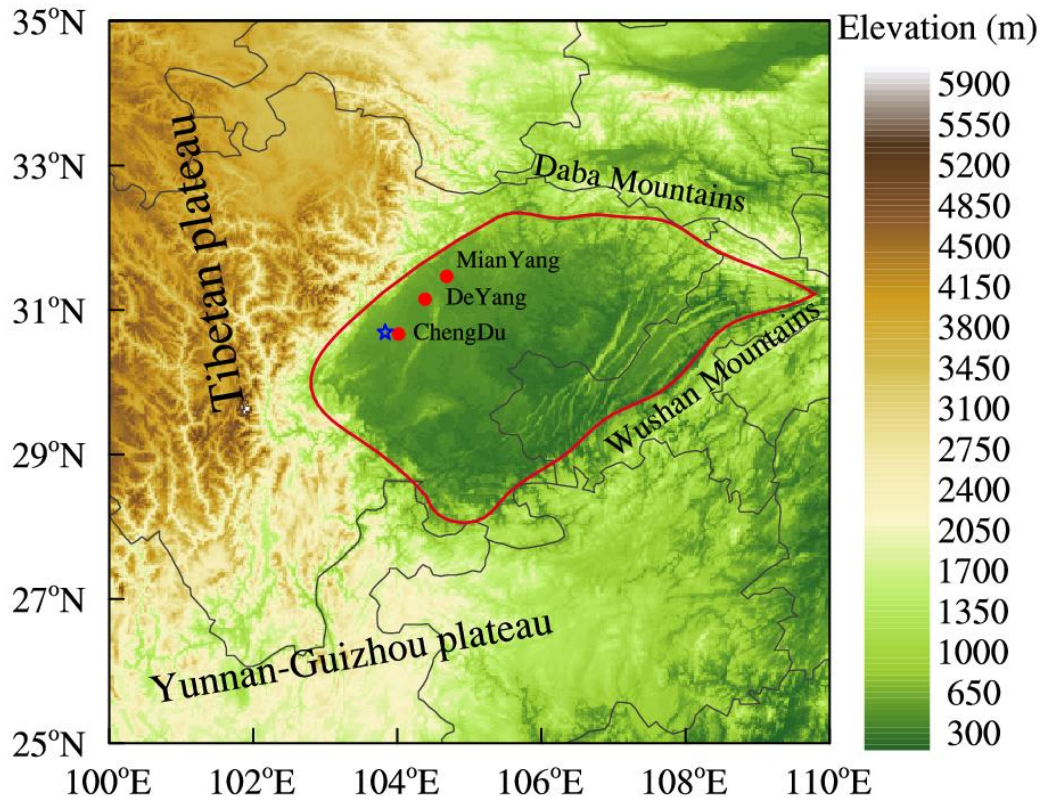 Elevation (m)
35°N
33°N
31°N
29°N
27°N
25°N
100°E
102°E
104°E
106°E
108°E
110°E
Tibetan plateau
Daba Mountains
MianYang
DeYang
ChengDu
Wushan Mountains
Yunnan-Guizhou plateau
5900
5550
5200
4850
4500
4150
3800
3450
3100
2750
2400
2050
1700
1350
1000
650
300